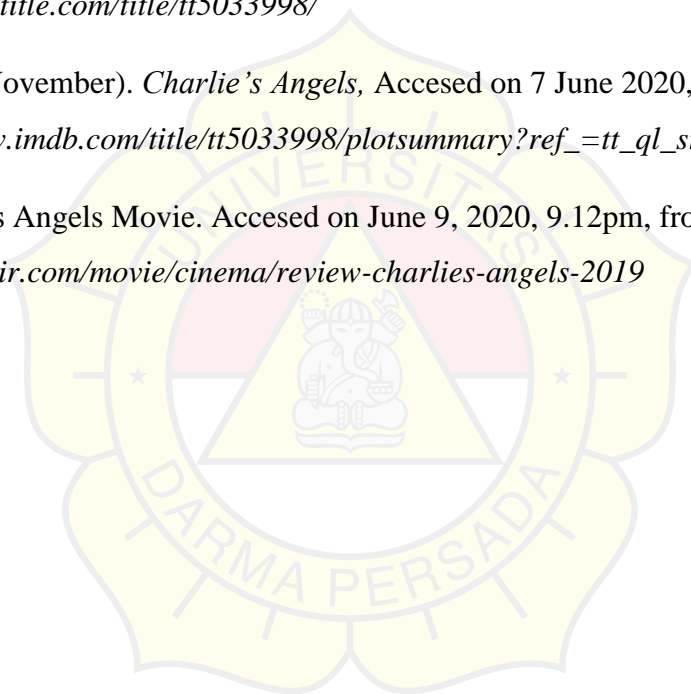 title.com/title/tt5033998/
November). Charlie’s Angels, Accesed on 7 June 2020,
.imdb.com/title/tt5033998/plotsummary?ref_=tt_ql_s
s Angels Movie. Accesed on June 9, 2020, 9.12pm, fro
ir.com/movie/cinema/review-charlies-angels-2019
UNIVERSITAS
DARMA PERSADA